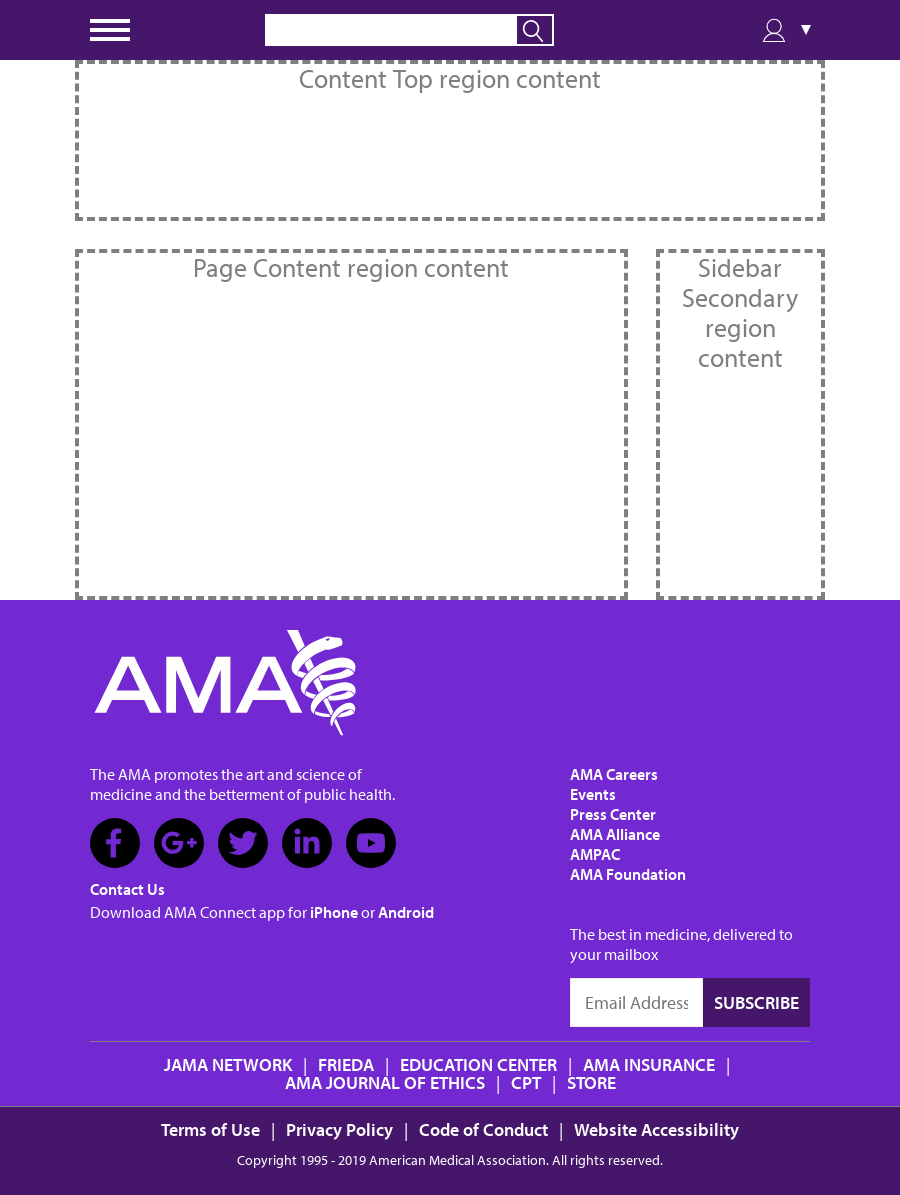 Content Top region content
Page Content region content
Sidebar
Secondary
region
content
AMA
The AMA promotes the art and science of
medicine and the betterment of public health.
Contact Us
Download AMA Connect app for iPhone or Android
AMA Careers
Events
Press Center
AMA Alliance
AMPAC
AMA Foundation
The best in medicine, delivered to
your mailbox
Email Address SUBSCRIBE
JAMA NETWORK | FRIEDA | EDUCATION CENTER | AMA INSURANCE |
AMA JOURNAL OF ETHICS | CPT | STORE
Terms of Use | Privacy Policy | Code of Conduct | Website Accessibility
Copyright 1995 - 2019 American Medical Association. All rights reserved.